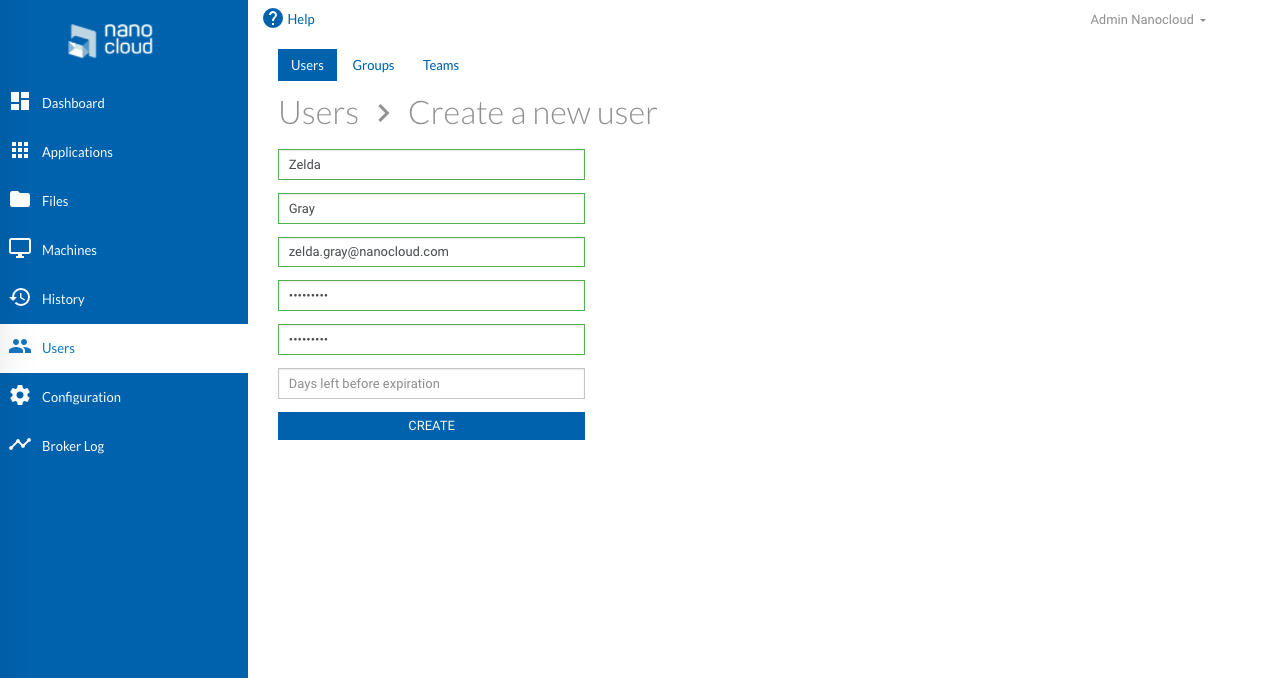 nano
cloud
Help
Admin Nanocloud
Users
Groups
Teams
Users > Create a new user
Dashboard
Applications
Files
Machines
History
Users
Configuration
Broker Log
Zelda
Gray
zelda.gray@nanocloud.com
•••••••••
•••••••••
Days left before expiration
CREATE